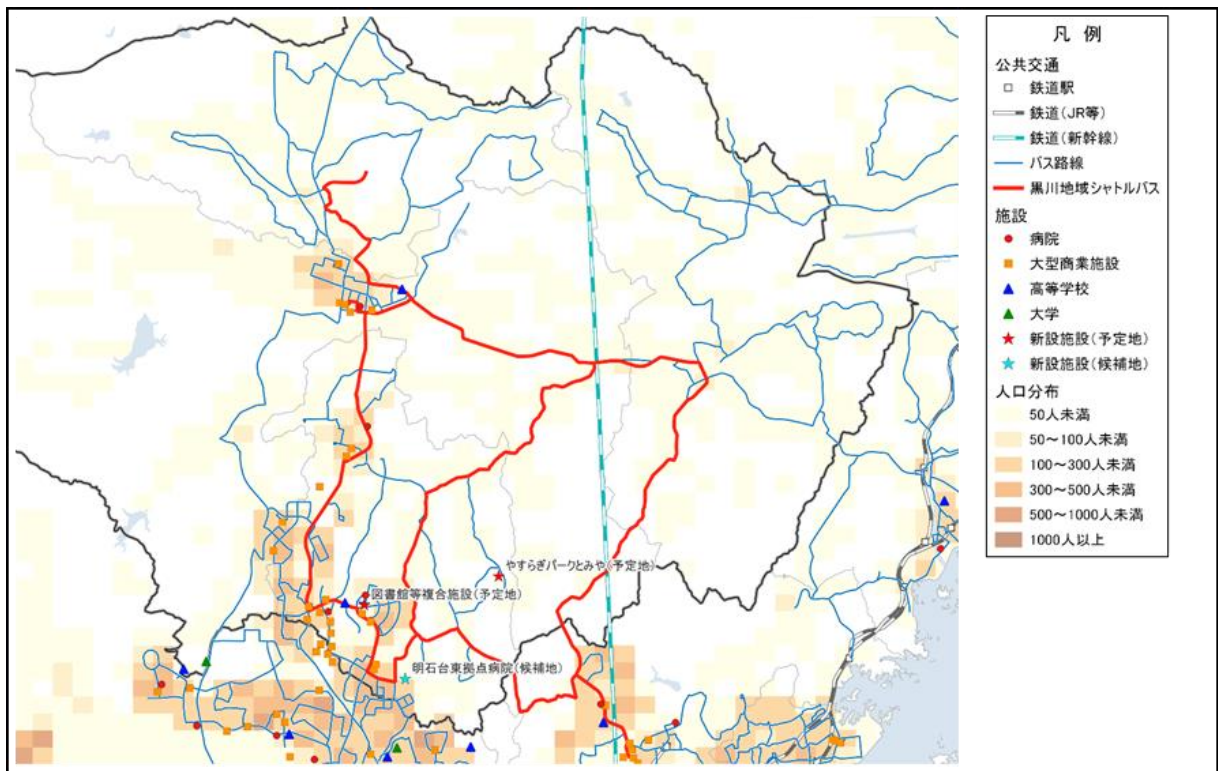 凡 例
公共交通
鉄道駅
鉄道(JR等)
鉄道(新幹線)
バス路線
黒川地域シャトルバス
施設
病院
大型商業施設
高等学校
大学
新設施設(予定地)
新設施設(候補地)
人口分布
50人未満
50~100人未満
100~300人未満
300~500人未満
500~1000人未満
1000人以上
やすらぎパークとみや(予定地)
図書館等複合施設(予定地)
明石台東拠点病院(候補地)